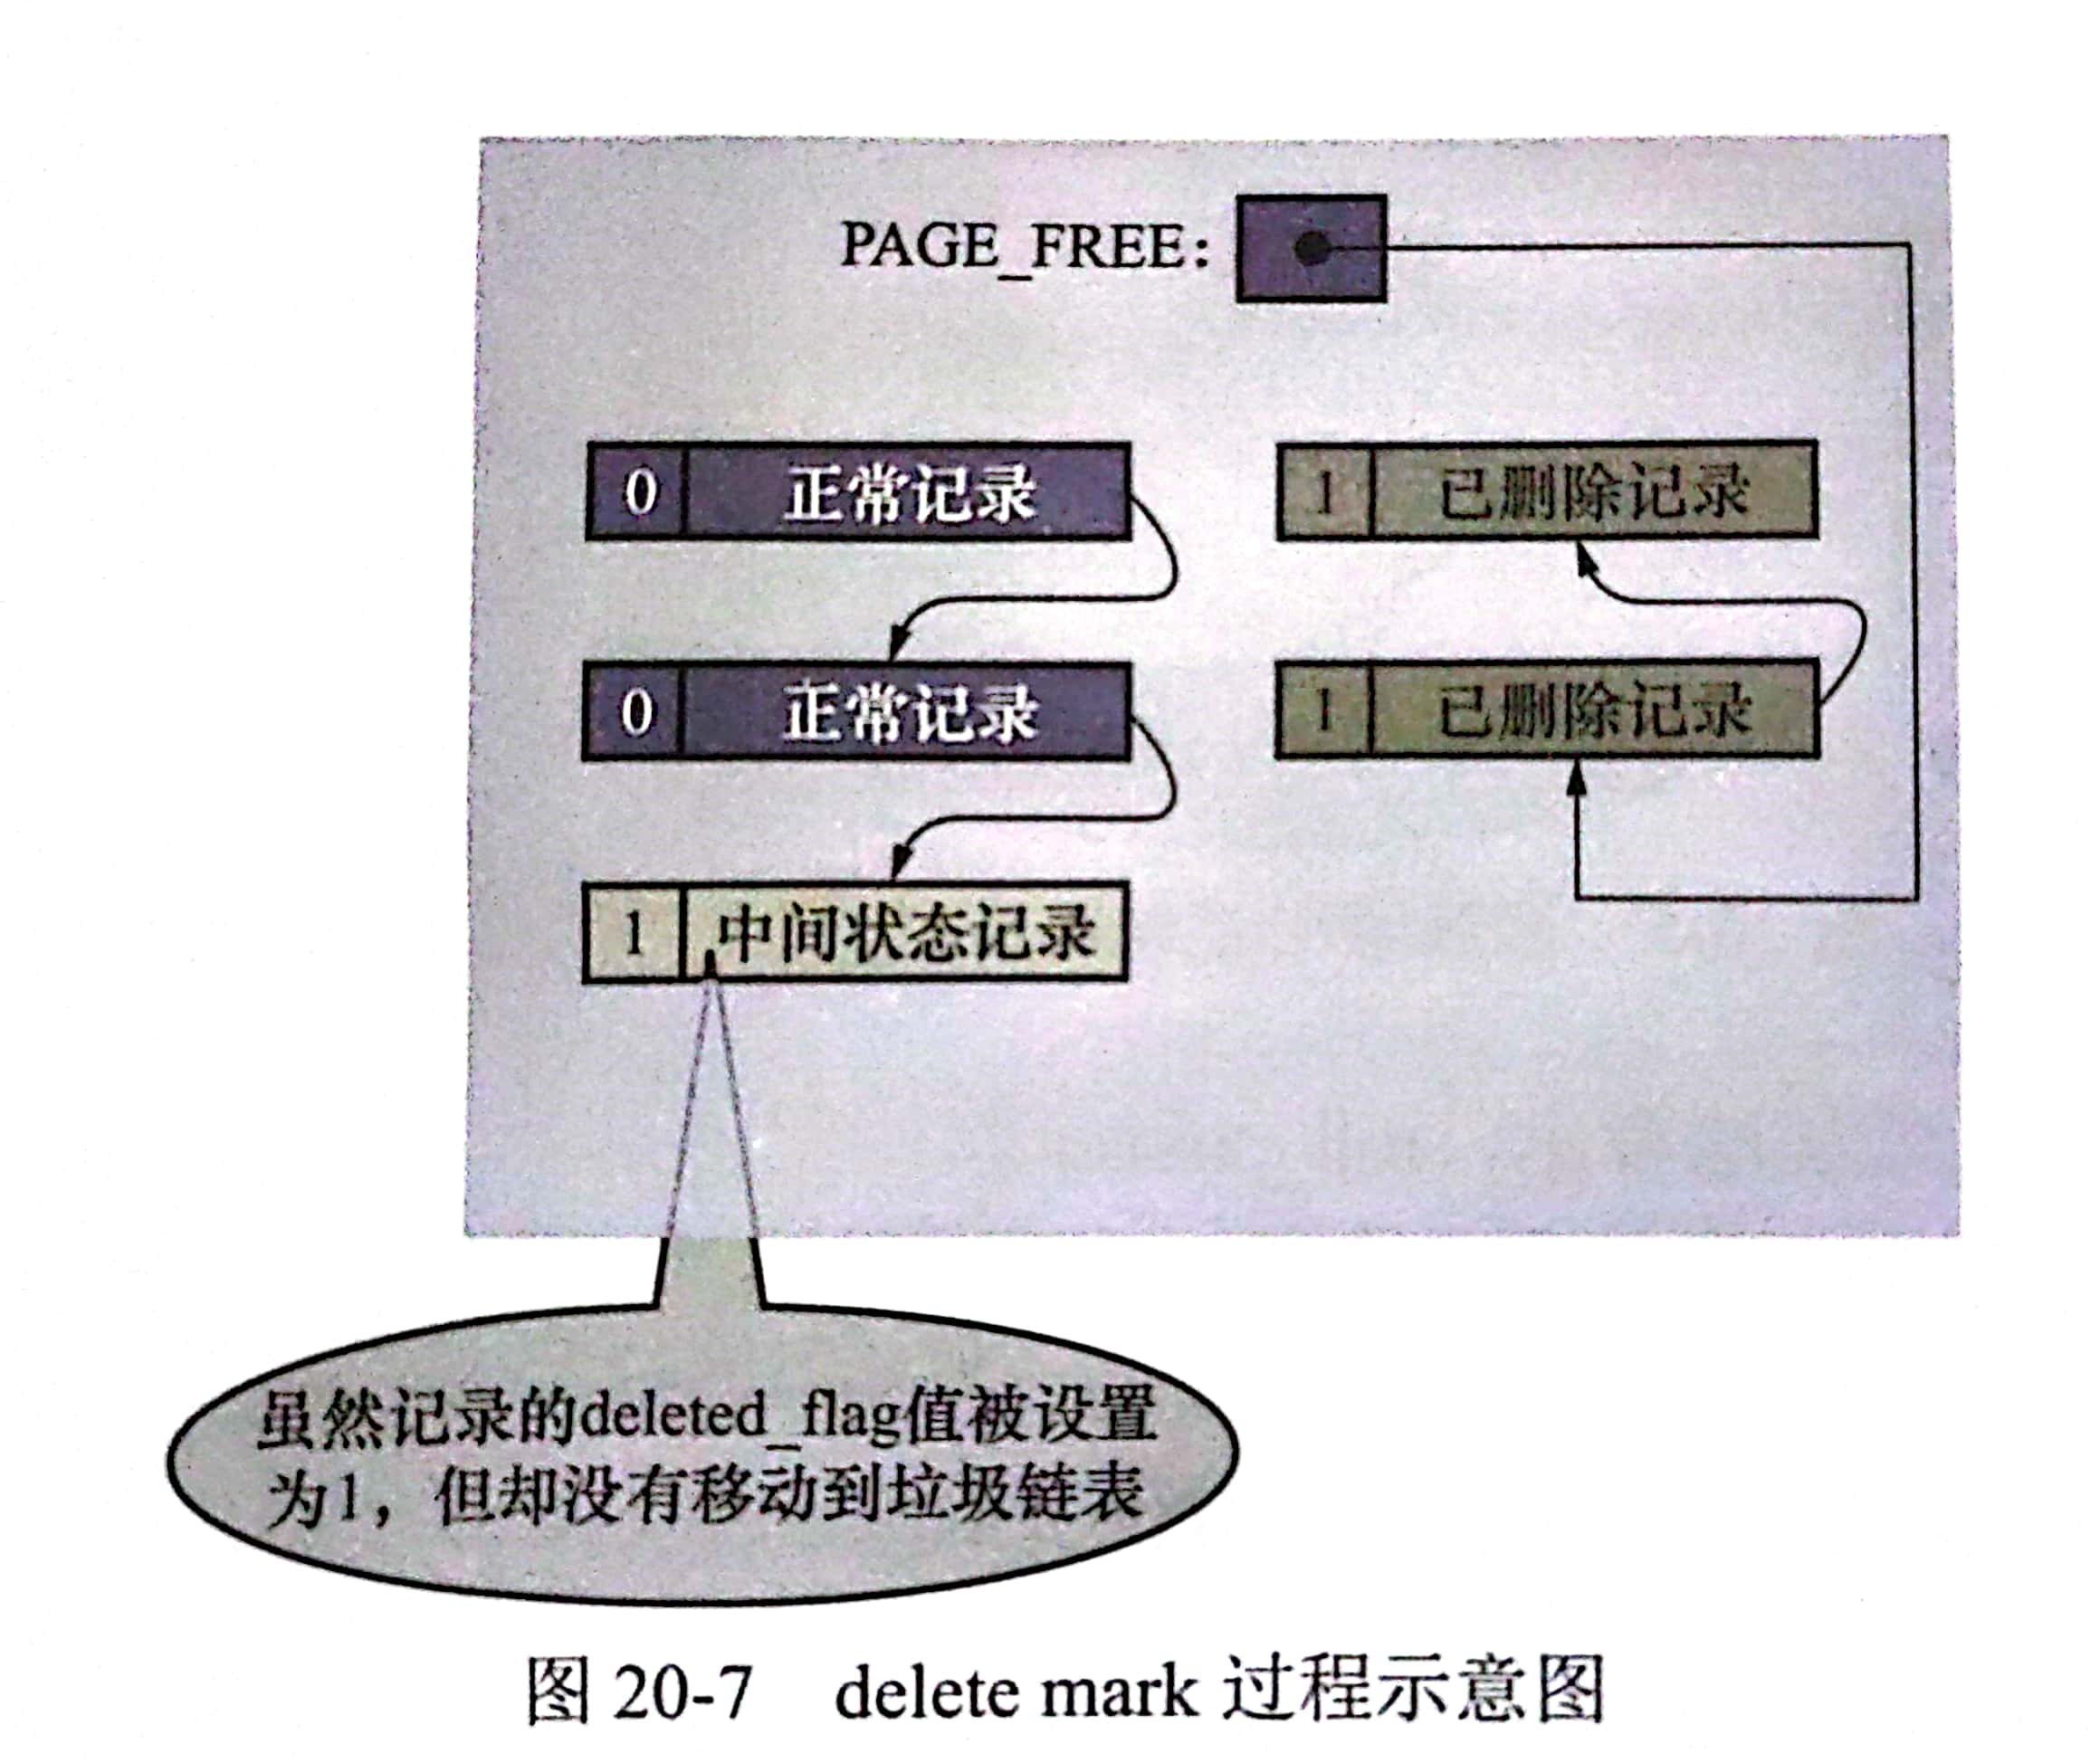 PAGE_FREE:
0 正常记录
1 已删除记录
0 正常记录
1 已删除记录
1 中间状态记录
虽然记录的deleted_flag值被设置
为1，但却没有移动到垃圾链表
图 20-7 delete mark 过程示意图